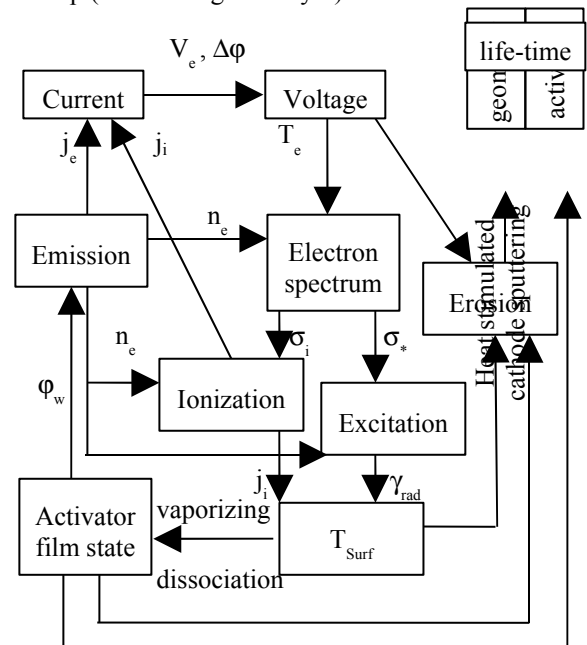 V_e , Δφ
life-time
geom
activ
Current
Voltage
j_e
j_i
T_e
n_e
Emission
Electron
spectrum
Erosion
Heat stimulated
cathode sputtering
n_e
σ_i
σ_*
φ_w
Ionization
Excitation
j_i
γ_rad
Activator
film state
vaporizing
dissociation
T_Surf